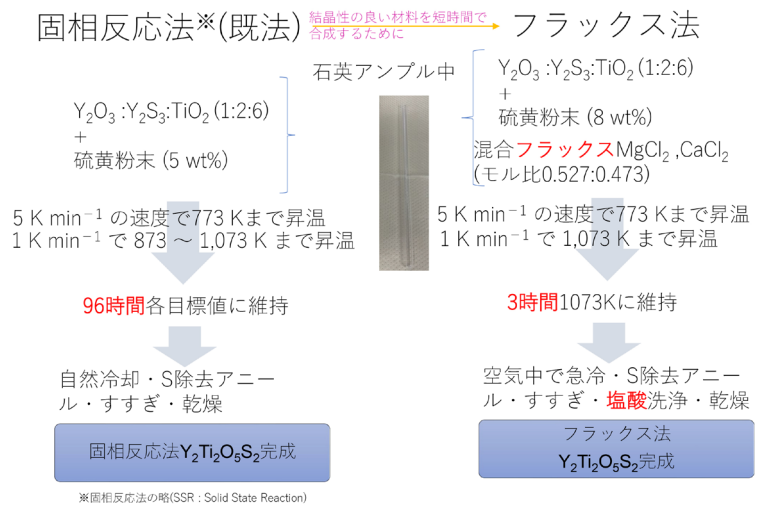 固相反応法※(既法)
結晶性の良い材料を短時間で
合成するために
フラックス法
石英アンプル中
Y2O3 :Y2S3:TiO2 (1:2:6)
+
硫黄粉末 (5 wt%)
Y2O3 :Y2S3:TiO2 (1:2:6)
+
硫黄粉末 (8 wt%)
混合フラックスMgCl2 ,CaCl2
(モル比0.527:0.473)
5 K min−1 の速度で773 Kまで昇温
1 K min−1 で 873 ～ 1,073 K まで昇温
5 K min−1 の速度で773 Kまで昇温
1 K min−1 で 1,073 K まで昇温
96時間各目標値に維持
3時間1073Kに維持
自然冷却・S除去アニー
ル・すすぎ・乾燥
空気中で急冷・S除去アニー
ル・すすぎ・塩酸洗浄・乾燥
固相反応法Y2Ti2O5S2完成
フラックス法
Y2Ti2O5S2完成
※固相反応法の略(SSR : Solid State Reaction)